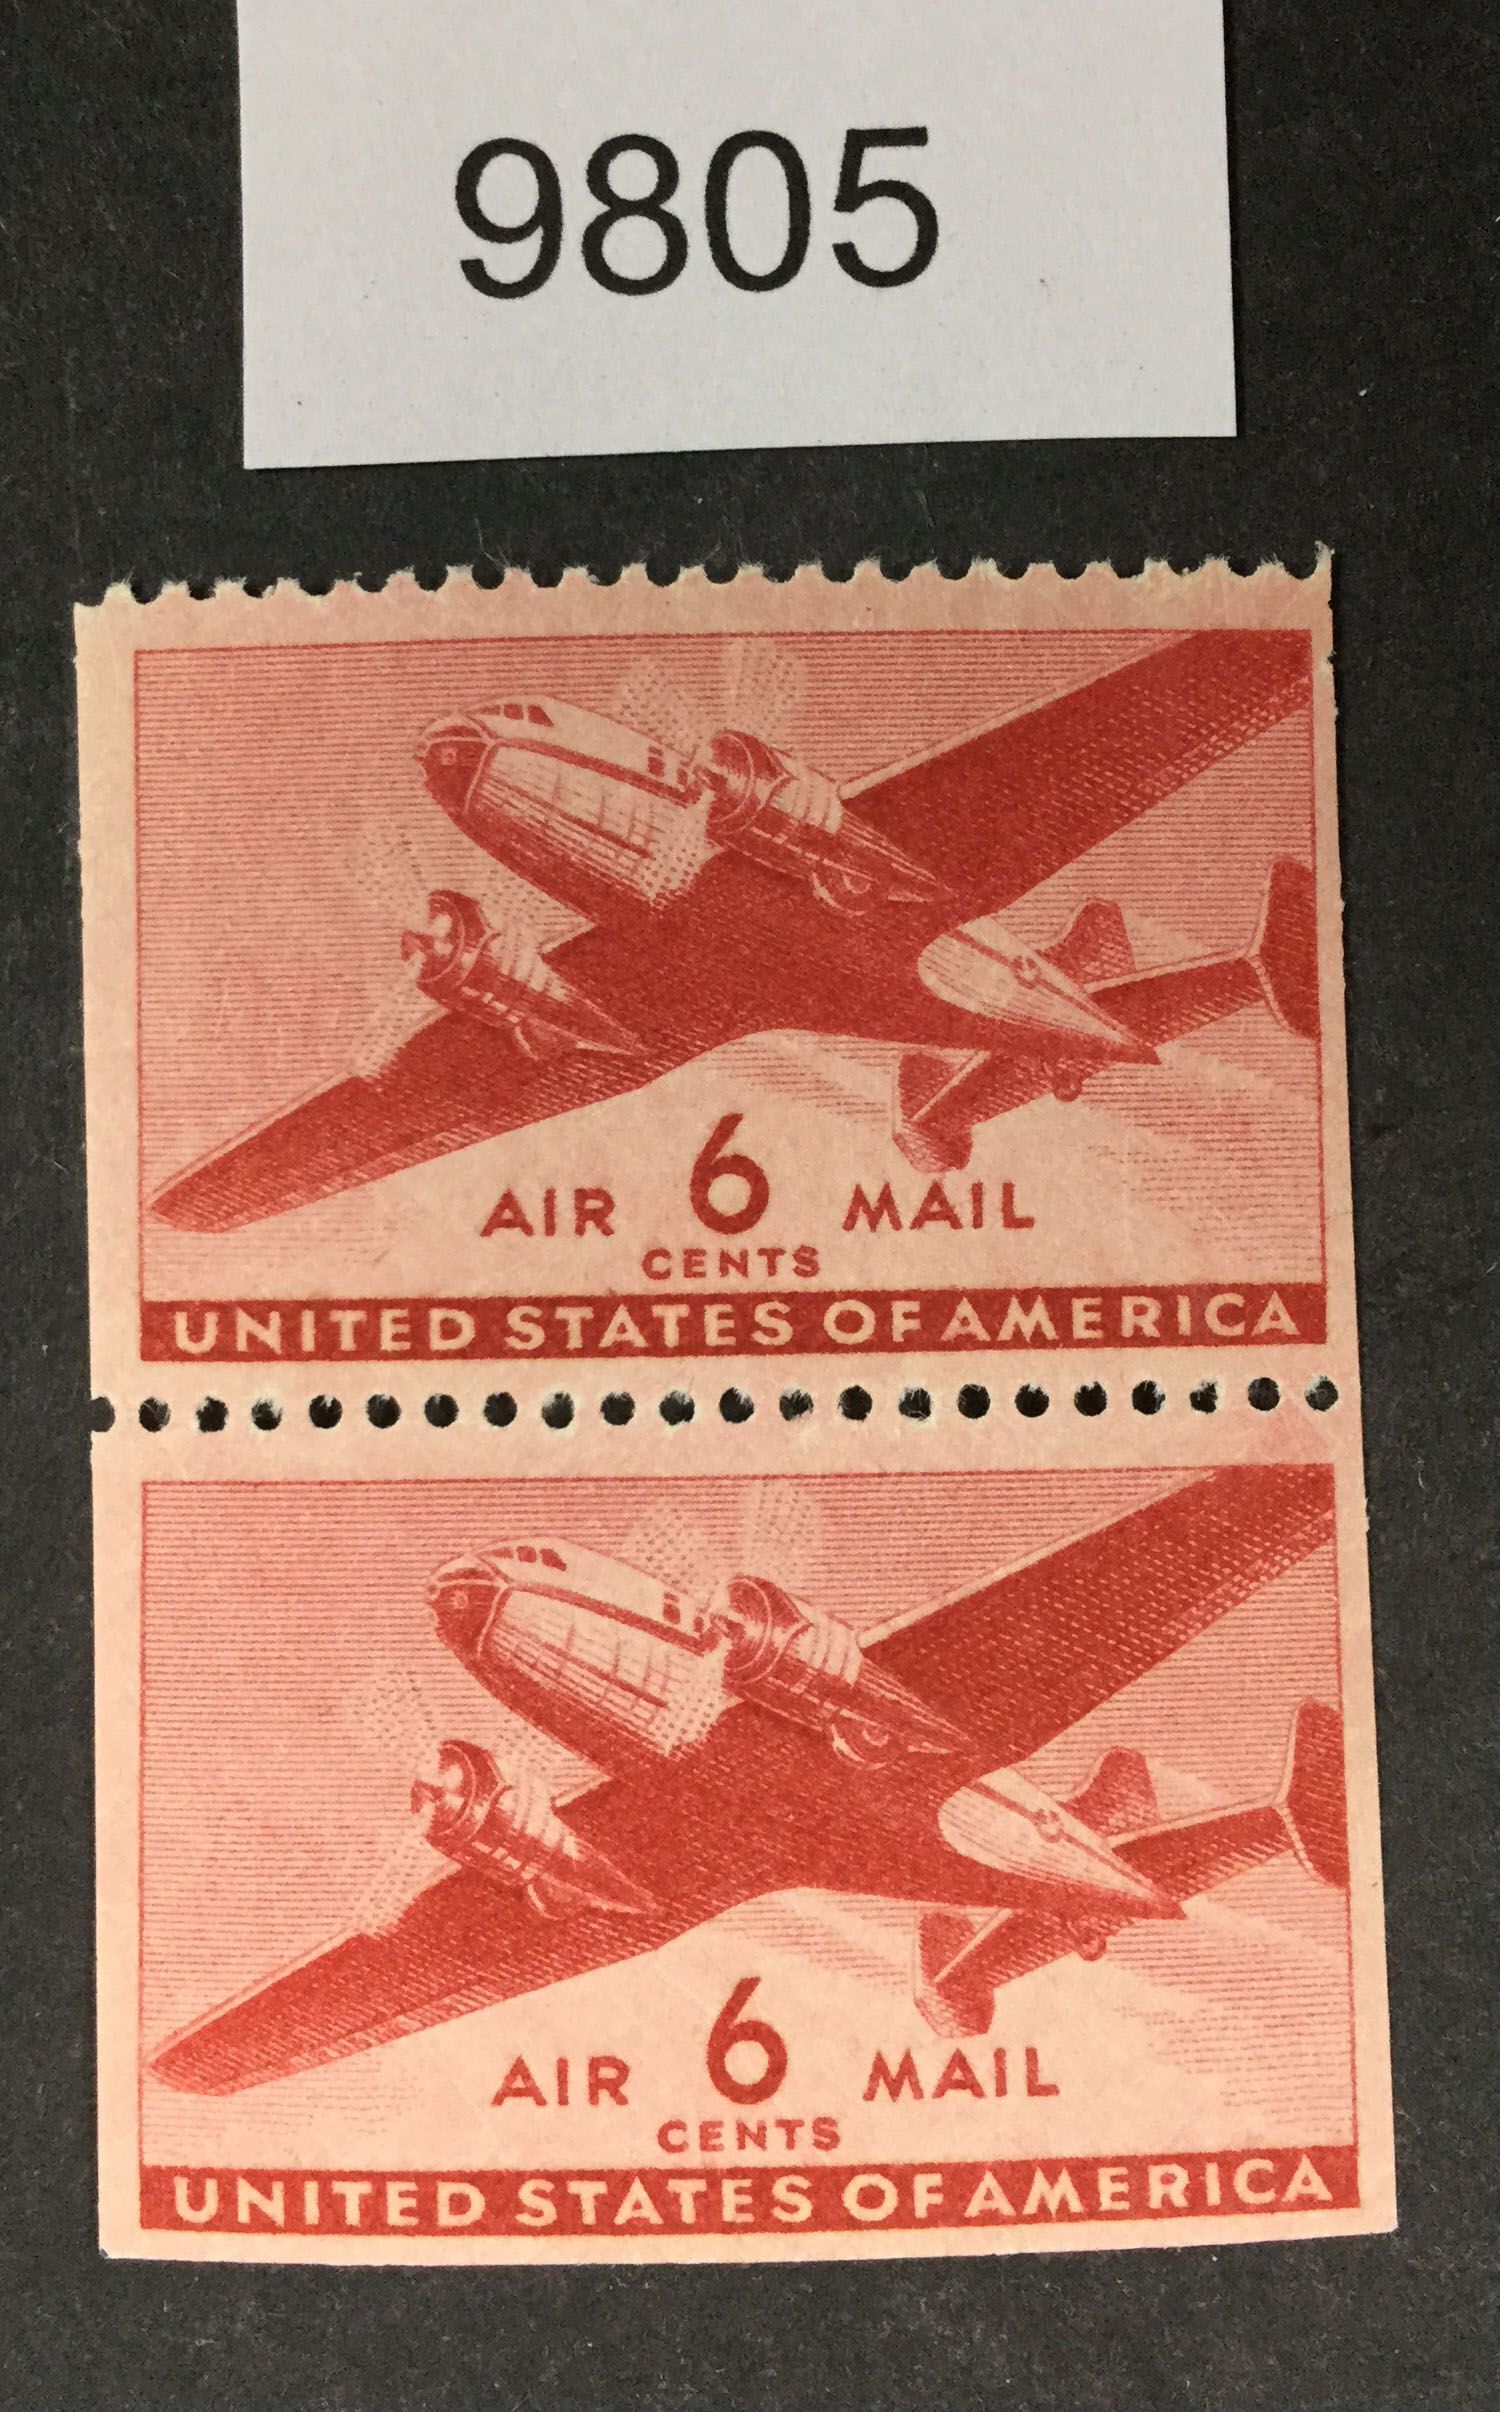 9805
AIR 6 MAIL
CENTS
UNITED STATES OF AMERICA
AIR 6 MAIL
CENTS
UNITED STATES OF AMERICA